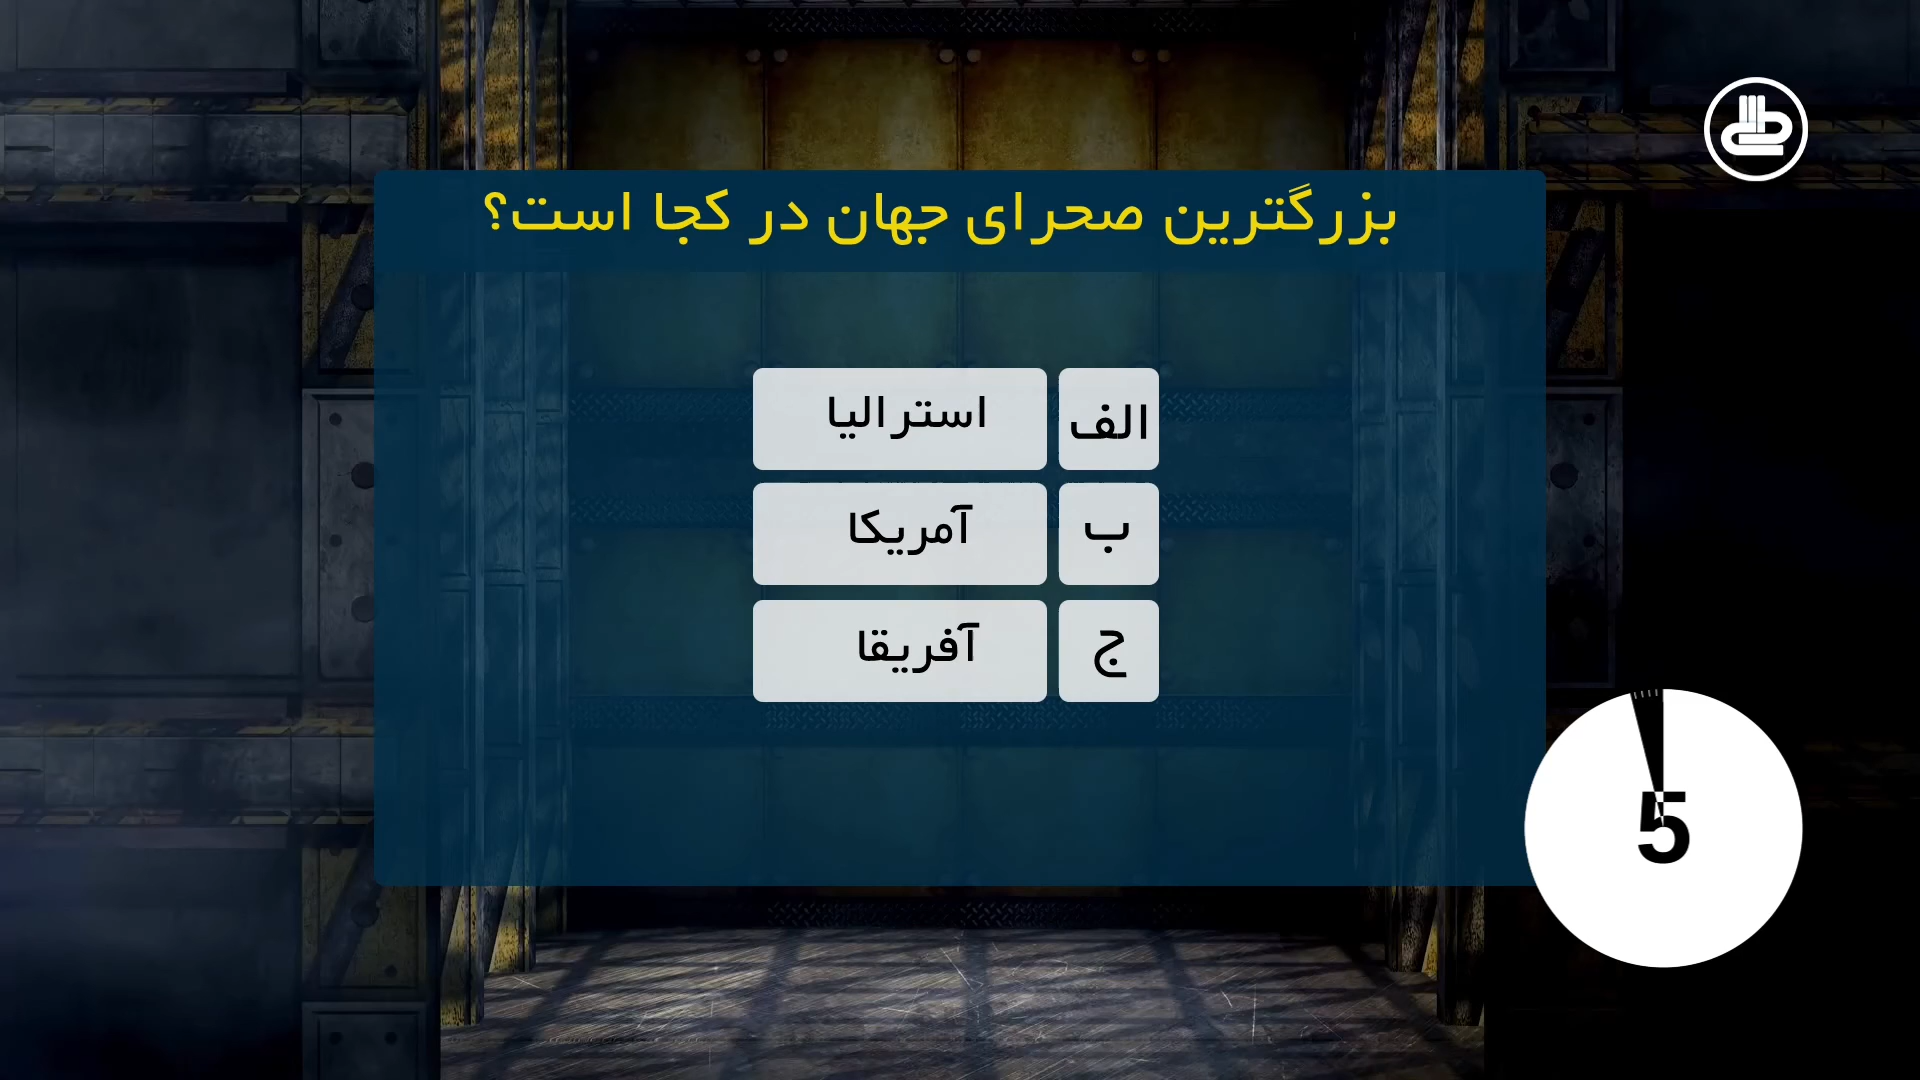 بزرگترین صحرای جهان در کجا است؟
الف استرالیا
ب آمریکا
ج آفریقا
5